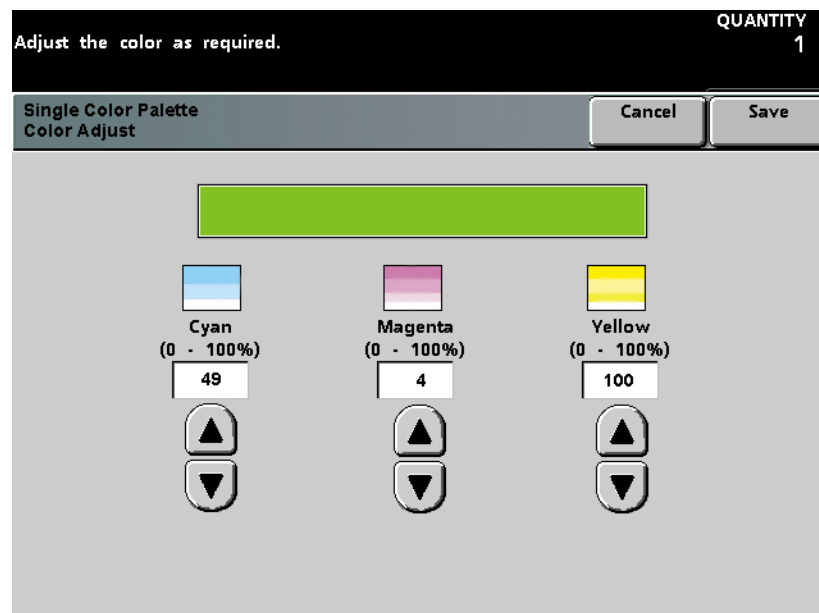 QUANTITY
Adjust the color as required. 1
Single Color Palette
Color Adjust
Cancel Save
Cyan Magenta Yellow
(0 - 100%) (0 - 100%) (0 - 100%)
49 4 100